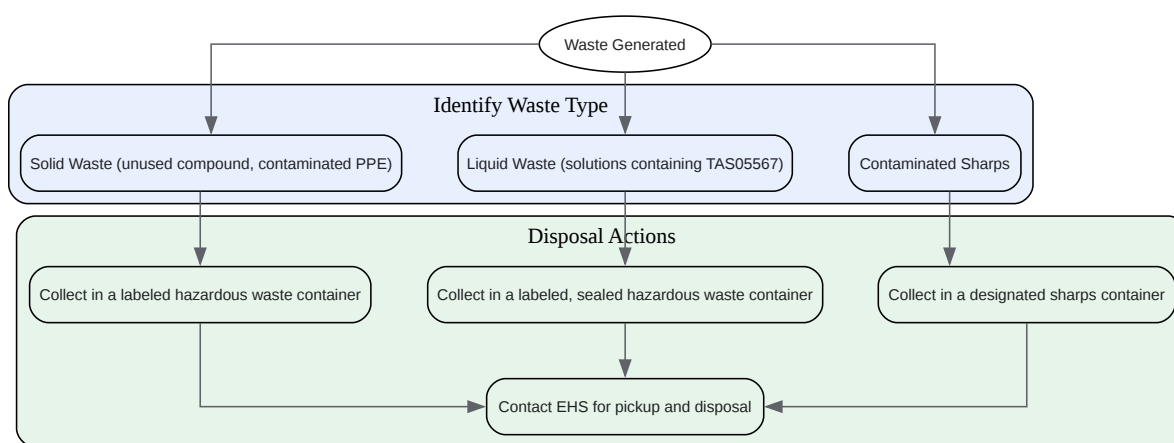 Waste Generated
Identify Waste Type
Solid Waste (unused compound, contaminated PPE)
Liquid Waste (solutions containing TAS05567)
Contaminated Sharps
Disposal Actions
Collect in a labeled hazardous waste container
Collect in a labeled, sealed hazardous waste container
Collect in a designated sharps container
Contact EHS for pickup and disposal